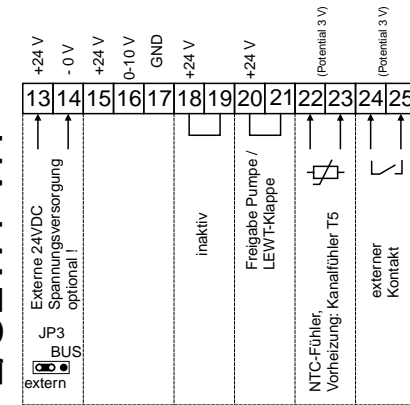 +24 V
- 0 V
+24 V
0-10 V
GND
+24 V
+24 V
(Potential 3 V)
(Potential 3 V)
13 14 15 16 17 18 19 20 21 22 23 24 25
Externe 24VDC
Spannungsversorgung
optional !
JP3
BUS
extern
inaktiv
Freigabe Pumpe /
LEWT-Klappe
NTC-Fühler,
Vorheizung: Kanalfühler T5
externer
Kontakt